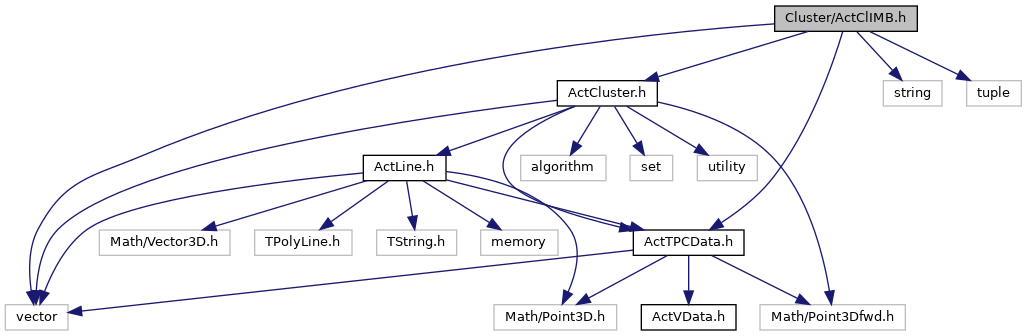 Cluster/ActClIMB.h
ActCluster.h
string
tuple
ActLine.h
algorithm
set
utility
Math/Vector3D.h
TPolyLine.h
TString.h
memory
ActTPCData.h
vector
Math/Point3D.h
ActVData.h
Math/Point3Dfwd.h